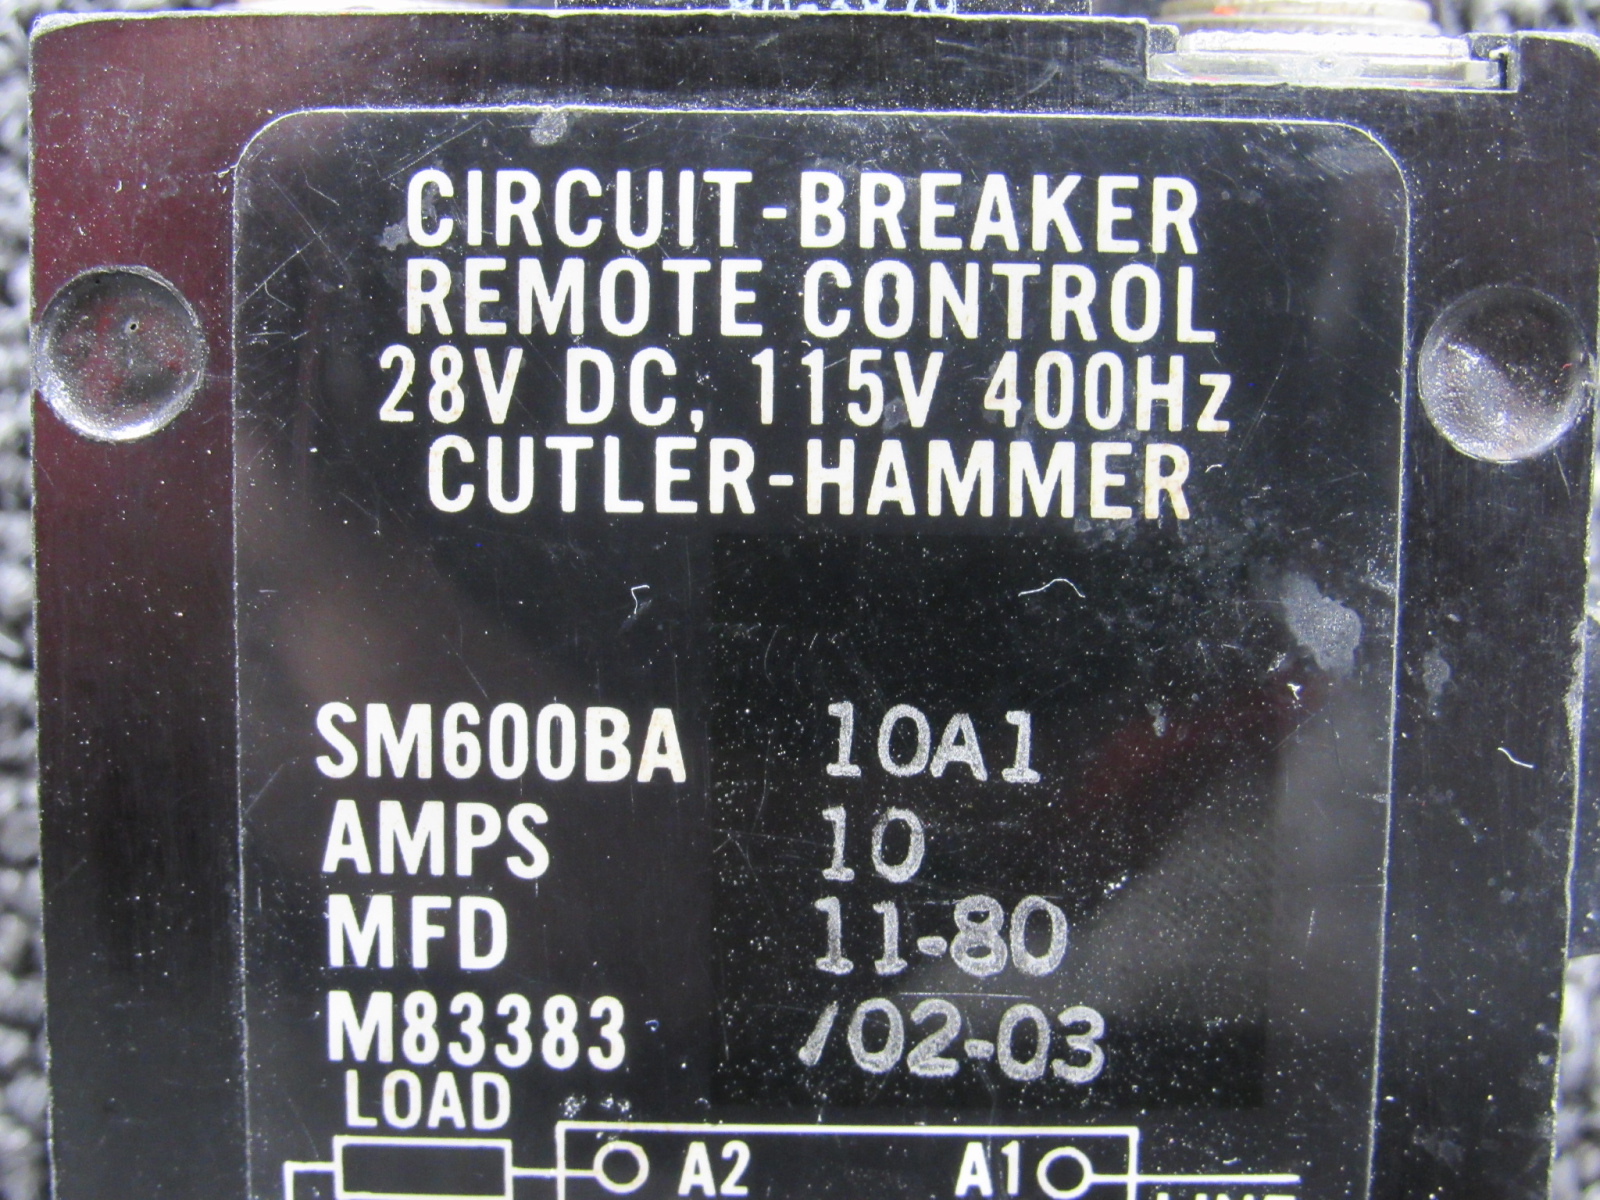 CIRCUIT-BREAKER
REMOTE CONTROL
28V DC, 115V 400Hz
CUTLER-HAMMER
SM600BA 10A1
AMPS 10
MFD 11-80
M83383 /02-03
LOAD
A2 A1